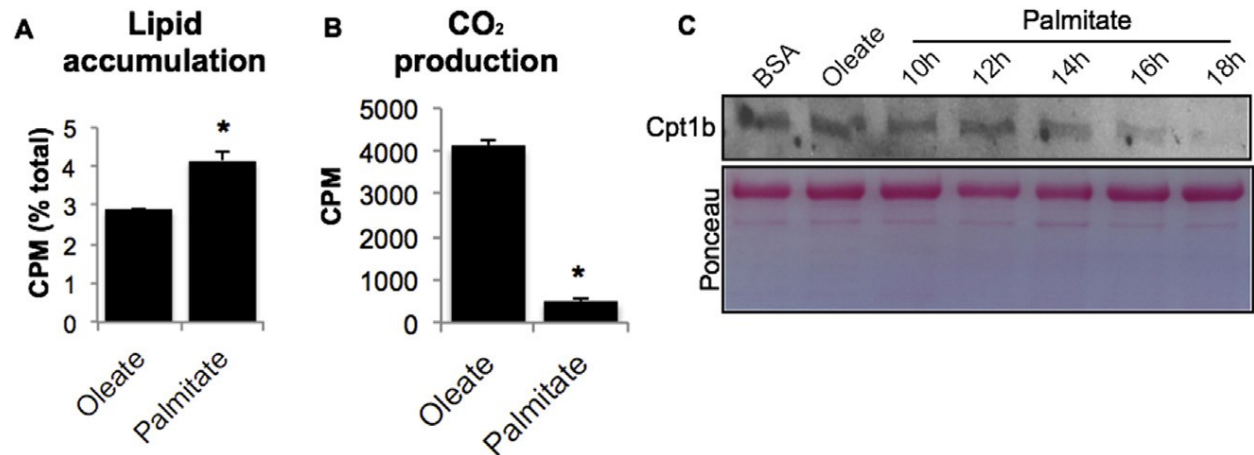 A
Lipid
accumulation
CPM (% total)
5
4
3
2
1
0
*
Oleate
Palmitate
B
CO₂
production
CPM
5000
4000
3000
2000
1000
0
*
Oleate
Palmitate
C
Palmitate
BSA
Oleate
10h
12h
14h
16h
18h
Cpt1b
Ponceau